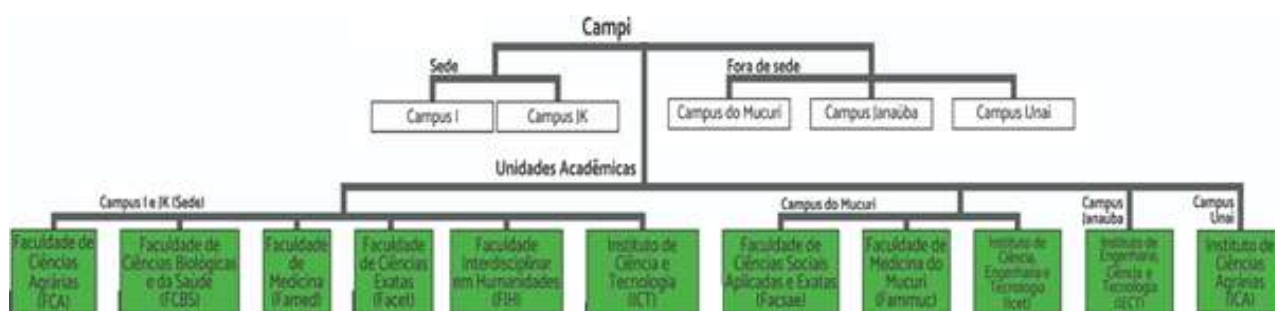 Campi
Sede
Fora de sede
Campus I
Campus JK
Campus do Mucuri
Campus Janaúba
Campus Unaí
Unidades Acadêmicas
Campus I e JK (Sede)
Campus do Mucuri
Campus
Janaúba
Campus
Unaí
Faculdade de
Ciências
Agrárias
(FCA)
Faculdade de
Ciências Biológicas
e da Saúde
(FCBS)
Faculdade
de
Medicina
(Famed)
Faculdade
de Ciências
Exatas
(Facet)
Faculdade
Interdisciplinar
em Humanidades
(FIH)
Instituto de
Ciência e
Tecnologia
(ICT)
Faculdade de
Ciências Sociais
Aplicadas e Exatas
(Facsae)
Faculdade de
Medicina do
Mucuri
(Fammuc)
Instituto de
Ciência,
Engenharia e
Tecnologia
(Icet)
Instituto de
Engenharia,
Ciência e
Tecnologia
(IECT)
Instituto de
Ciências
Agrárias
(ICA)